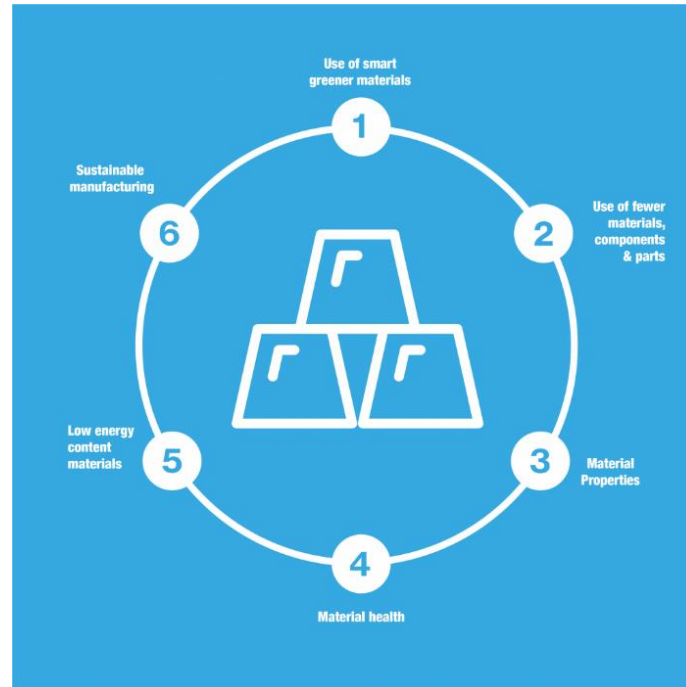 Use of smart
greener materials
1
Use of fewer
materials,
components
& parts
2
Material
Properties
3
4
Material health
Low energy
content
materials
5
Sustainable
manufacturing
6